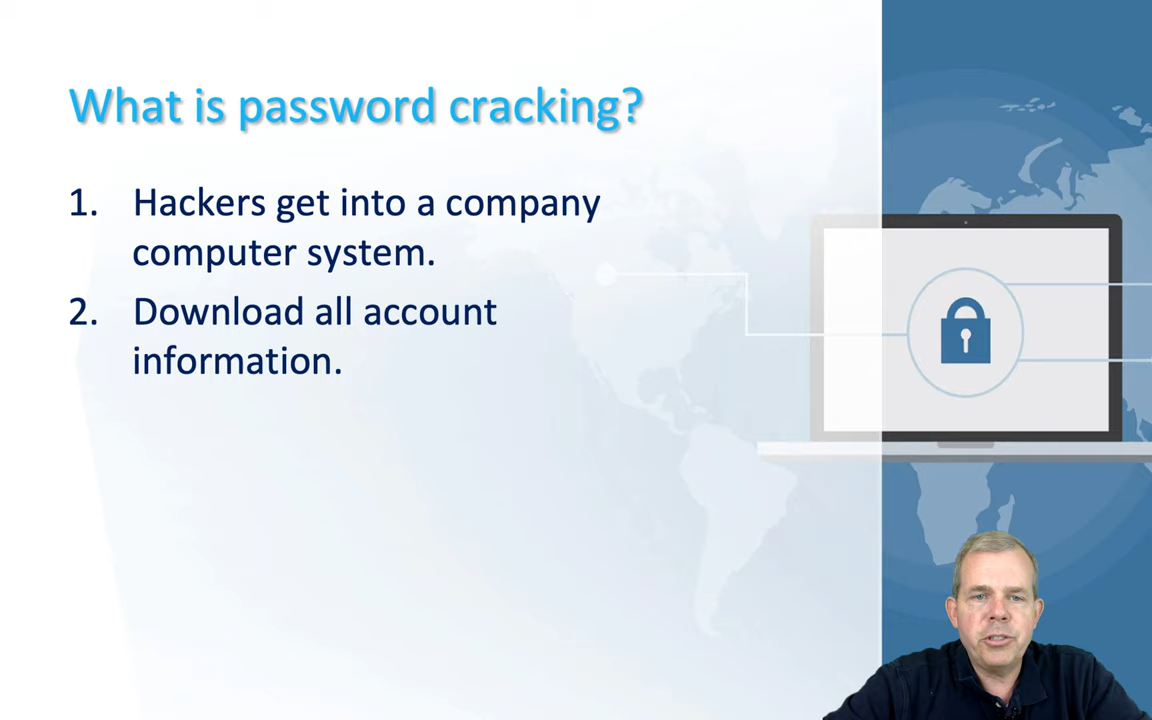 What is password cracking?
1. Hackers get into a company
computer system.
2. Download all account
information.